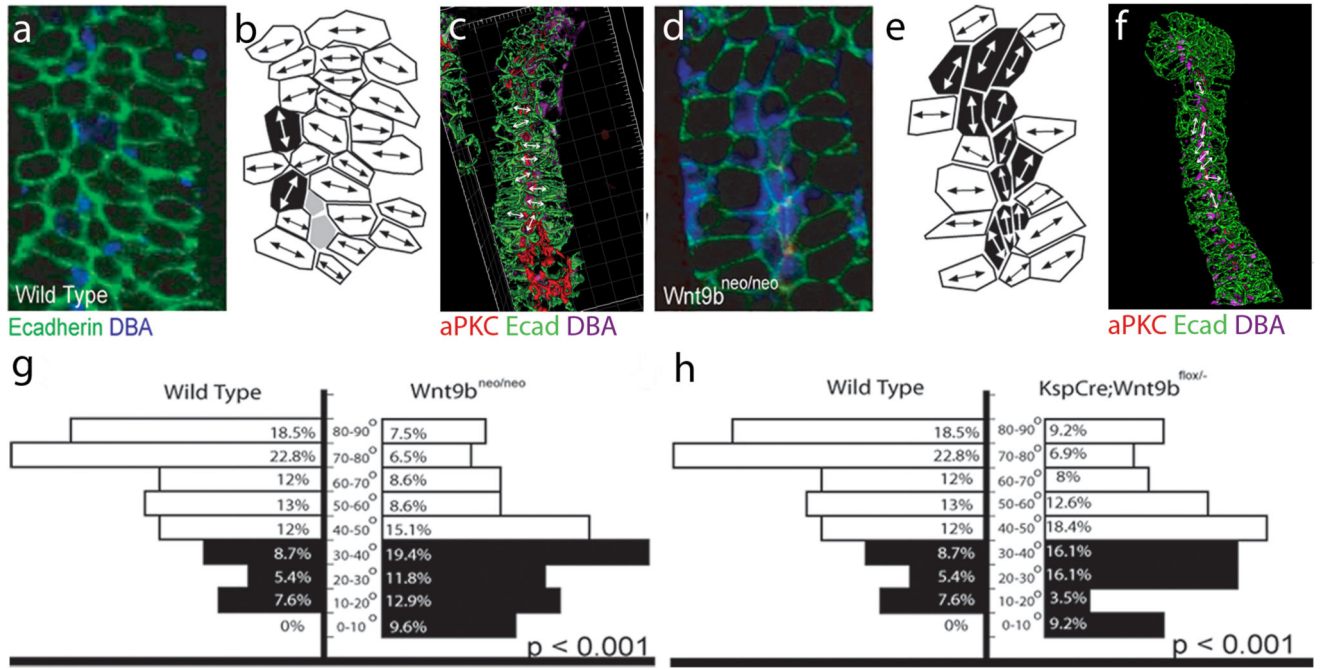 a b c d e f
Wild Type
Wnt9b neo/neo
Ecadherin DBA
aPKC Ecad DBA
aPKC Ecad DBA
g
Wild Type Wnt9b neo/neo
18.5% 80-90° 7.5%
22.8% 70-80° 6.5%
12% 60-70° 8.6%
13% 50-60° 8.6%
12% 40-50° 15.1%
8.7% 30-40° 19.4%
5.4% 20-30° 11.8%
7.6% 10-20° 12.9%
0% 0-10° 9.6%
p < 0.001
h
Wild Type KspCre;Wnt9b flox/-
18.5% 80-90° 9.2%
22.8% 70-80° 6.9%
12% 60-70° 8%
13% 50-60° 12.6%
12% 40-50° 18.4%
8.7% 30-40° 16.1%
5.4% 20-30° 16.1%
7.6% 10-20° 3.5%
0% 0-10° 9.2%
p < 0.001